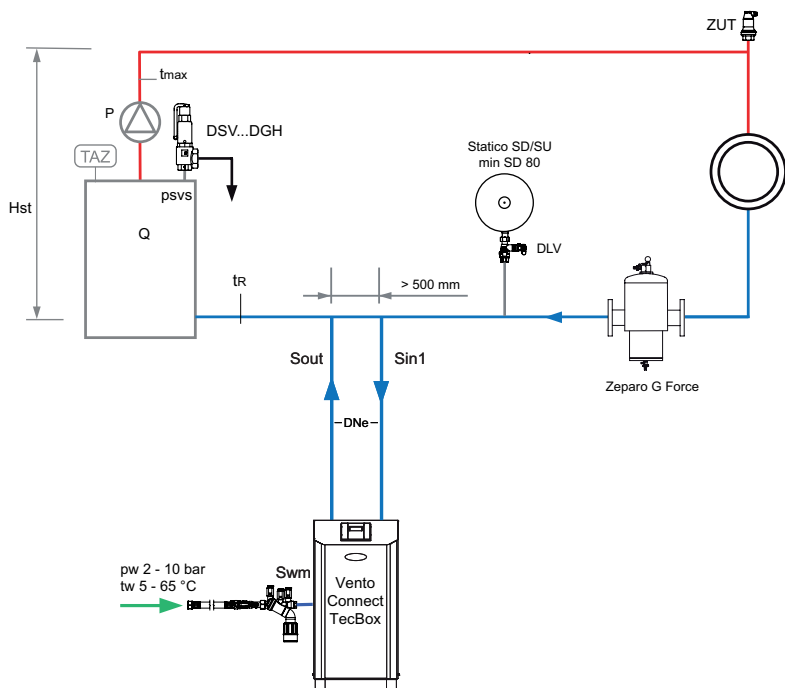 ZUT
tmax
P
DSV...DGH
TAZ
psvs
Statico SD/SU
min SD 80
Hst
Q
DLV
tR
> 500 mm
Sout
Sin1
Zeparo G Force
DNe
pw 2 - 10 bar
tw 5 - 65 °C
Swm
Vento
Connect
TecBox